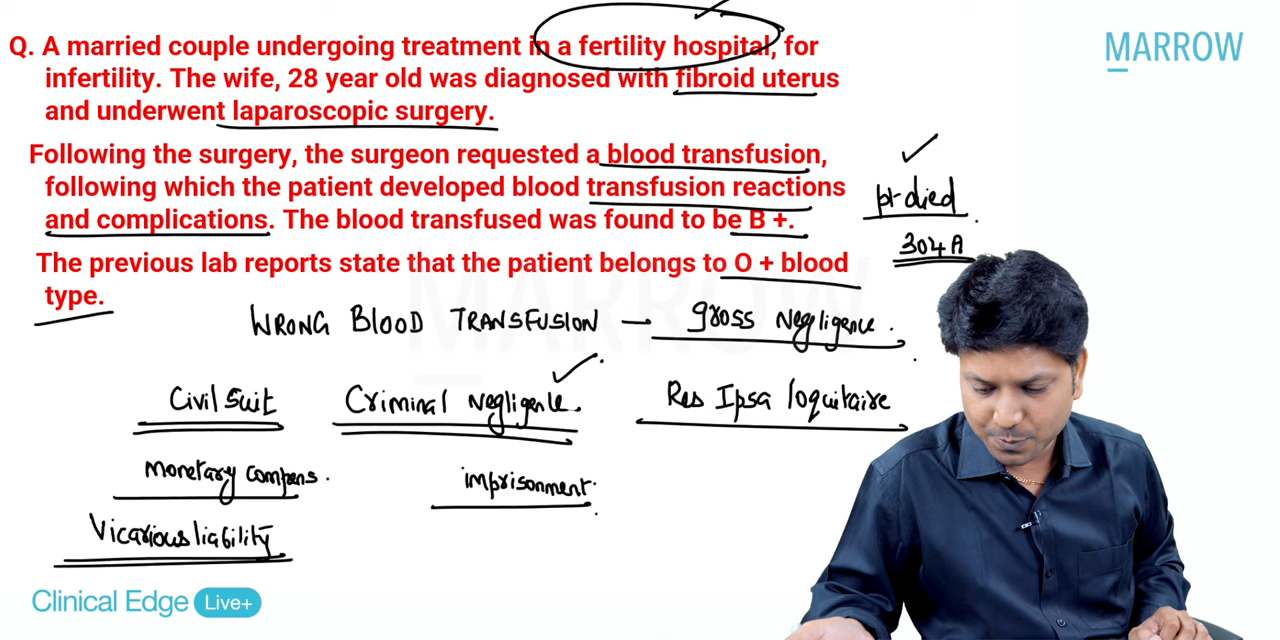 Q. A married couple undergoing treatment in a fertility hospital, for
MARROW
infertility. The wife, 28 year old was diagnosed with fibroid uterus
and underwent laparoscopic surgery.
Following the surgery, the surgeon requested a blood transfusion,
following which the patient developed blood transfusion reactions
and complications. The blood transfused was found to be B +.
pt died
304 A
The previous lab reports state that the patient belongs to O + blood
type.
MARROW
WRONG BLOOD TRANSFUSION — gross Negligence.
Civil Suit
Criminal Negligence.
Res Ipsa loquitaire
Monetary Compens.
imprisonment.
Vicarious liability
Clinical Edge Live+